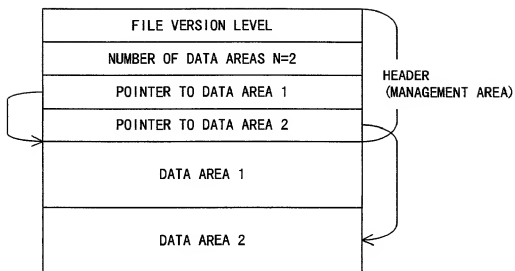 FILE VERSION LEVEL
NUMBER OF DATA AREAS N=2
POINTER TO DATA AREA 1
POINTER TO DATA AREA 2
HEADER
(MANAGEMENT AREA)
DATA AREA 1
DATA AREA 2